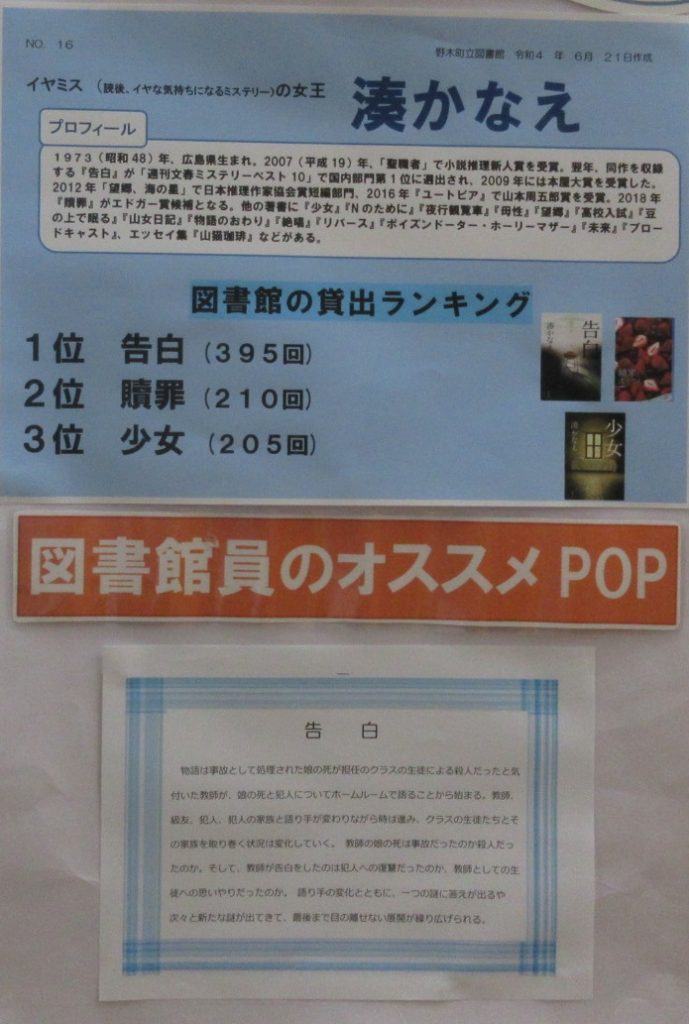 NO. 16
野木町立図書館 令和4 年 6月 21日作成
イヤミス (読後、イヤな気持ちになるミステリー)の女王 湊かなえ
プロフィール
1973(昭和48)年、広島県生まれ。2007(平成19)年、「聖職者」で小説推理新人賞を受賞。翌年、同作を収録
する『告白』が「週刊文春ミステリーベスト10」で国内部門第1位に選出され、2009年には本屋大賞を受賞した。
2012年「望郷、海の星」で日本推理作家協会賞短編部門、2016年『ユートピア』で山本周五郎賞を受賞。2018年
『贖罪』がエドガー賞候補となる。他の著書に『少女』『Nのために』『夜行観覧車』『母性』『望郷』『高校入試』『豆
の上で眠る』『山女日記』『物語のおわり』『絶唱』『リバース』『ポイズンドーター・ホーリーマザー』『未来』『ブロー
ドキャスト』、エッセイ集『山猫珈琲』などがある。
図書館の貸出ランキング
1位 告白 (395回)
2位 贖罪 (210回)
3位 少女 (205回)
告白
湊かなえ
贖罪
少女
湊かなえ
図書館員のオススメ POP
告 白
物語は事故として処理された娘の死が担任のクラスの生徒による殺人だったと気
付いた教師が、娘の死と犯人についてホームルームで語ることから始まる。教師、
級友、犯人、犯人の家族と語り手が変わりながら時は進み、クラスの生徒たちとそ
の家族を取り巻く状況は変化していく。 教師の娘の死は事故だったのか殺人だっ
たのか。そして、教師が告白をしたのは犯人への復讐だったのか、教師としての生
徒への思いやりだったのか。 語り手の変化とともに、一つの謎に答えが出るや
次々と新たな謎が出てきて、最後まで目の離せない展開が繰り広げられる。